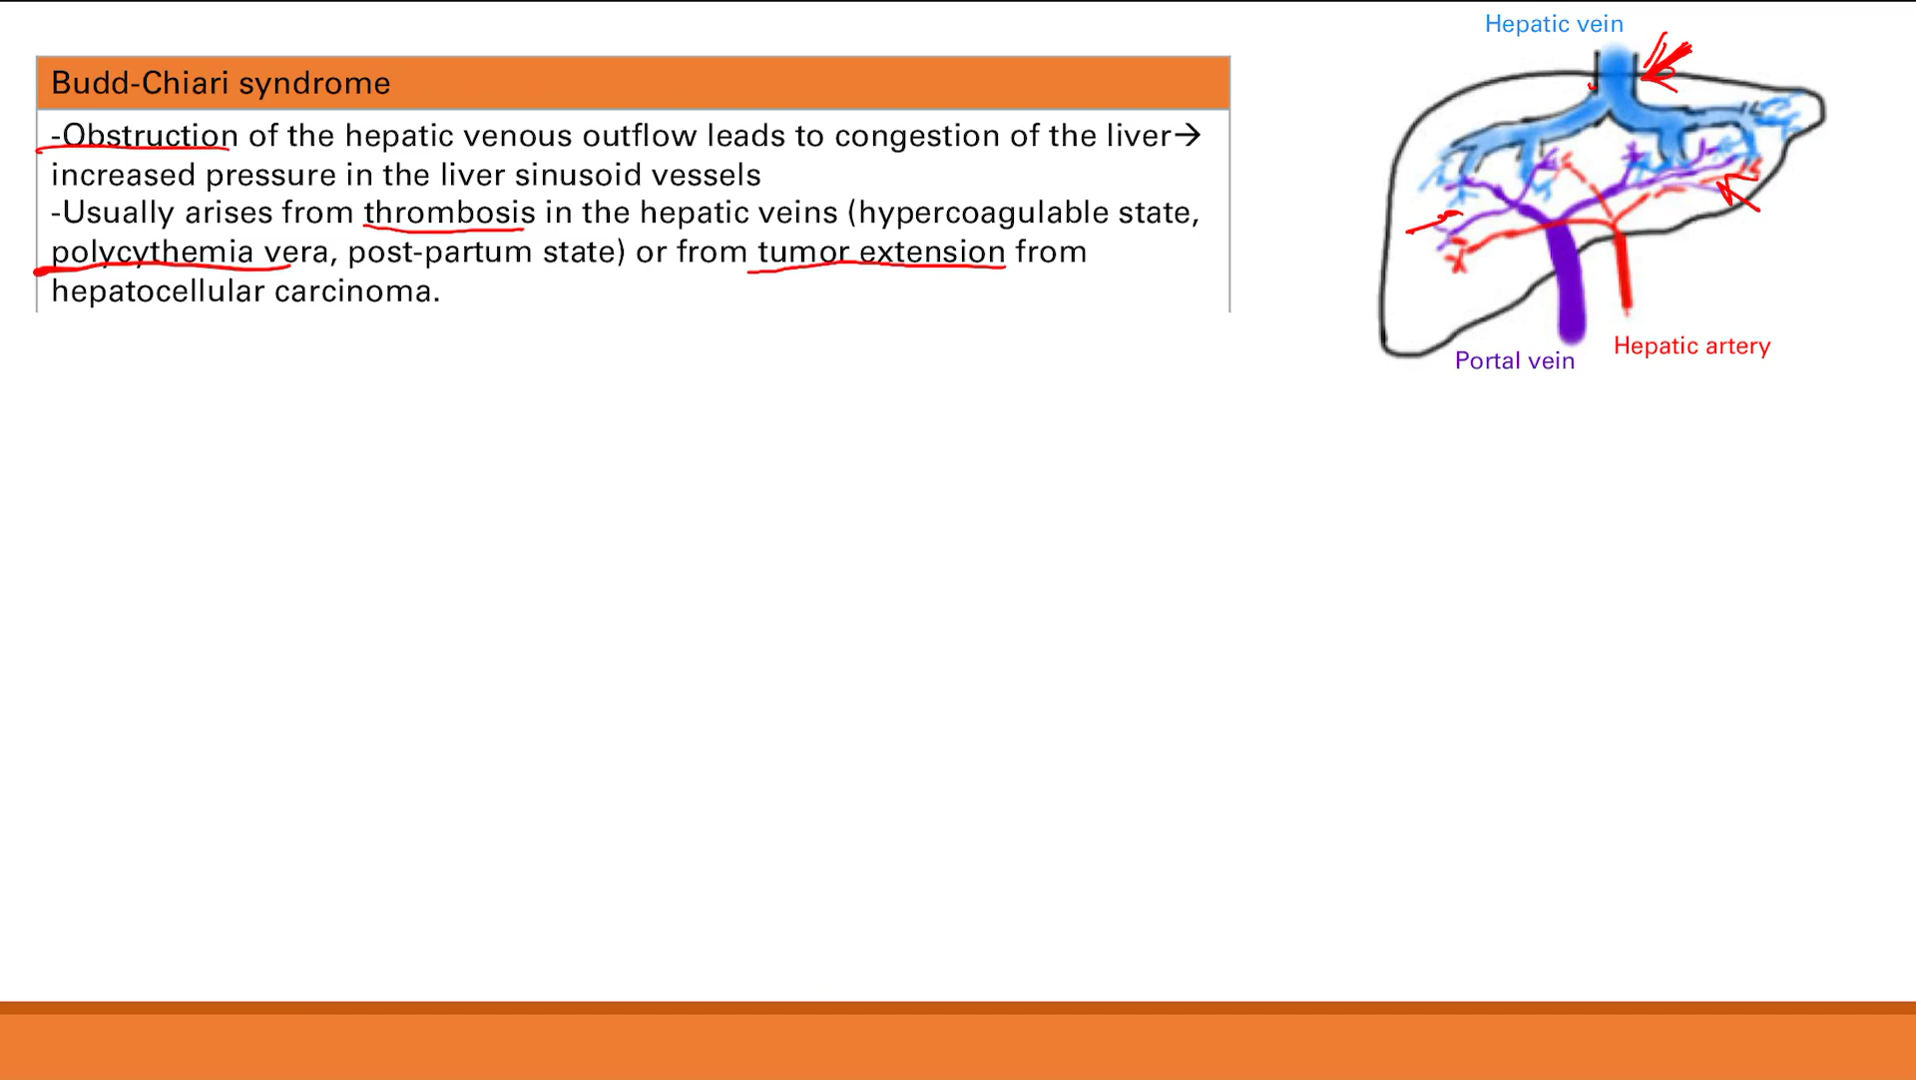 Hepatic vein
Budd-Chiari syndrome
-Obstruction of the hepatic venous outflow leads to congestion of the liver→
increased pressure in the liver sinusoid vessels
-Usually arises from thrombosis in the hepatic veins (hypercoagulable state,
polycythemia vera, post-partum state) or from tumor extension from
hepatocellular carcinoma.
Hepatic artery
Portal vein